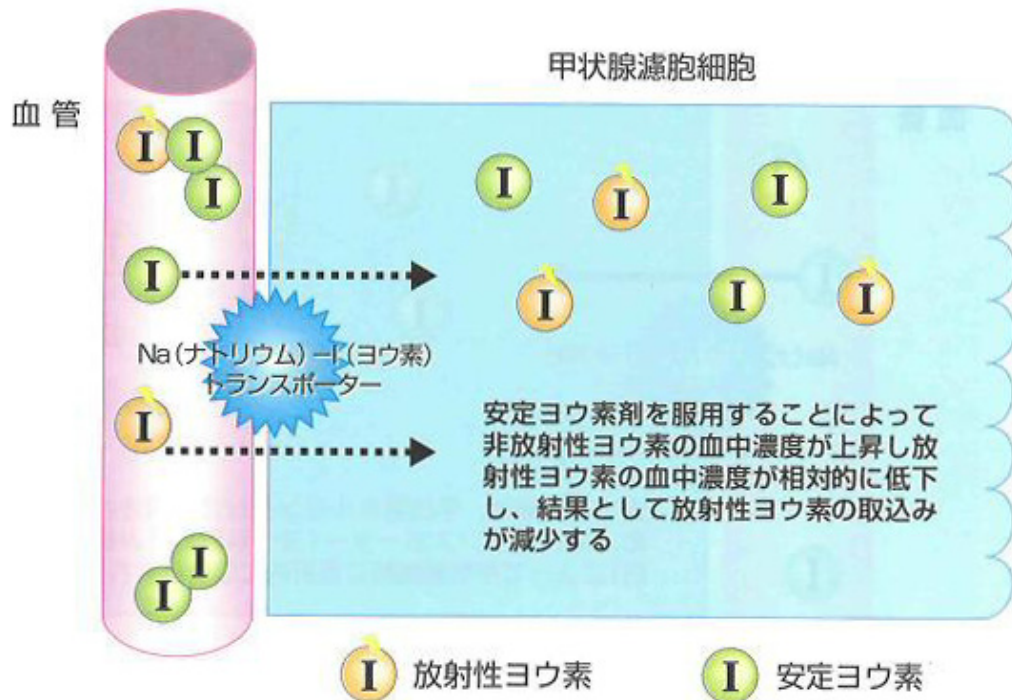 甲状腺濾胞細胞
血管
I
I
I
I
I
I
I
I
Na(ナトリウム)−I(ヨウ素)
トランスポーター
I
I
I
I
安定ヨウ素剤を服用することによって
非放射性ヨウ素の血中濃度が上昇し放
射性ヨウ素の血中濃度が相対的に低下
し、結果として放射性ヨウ素の取込み
が減少する
I
I
I 放射性ヨウ素
I 安定ヨウ素